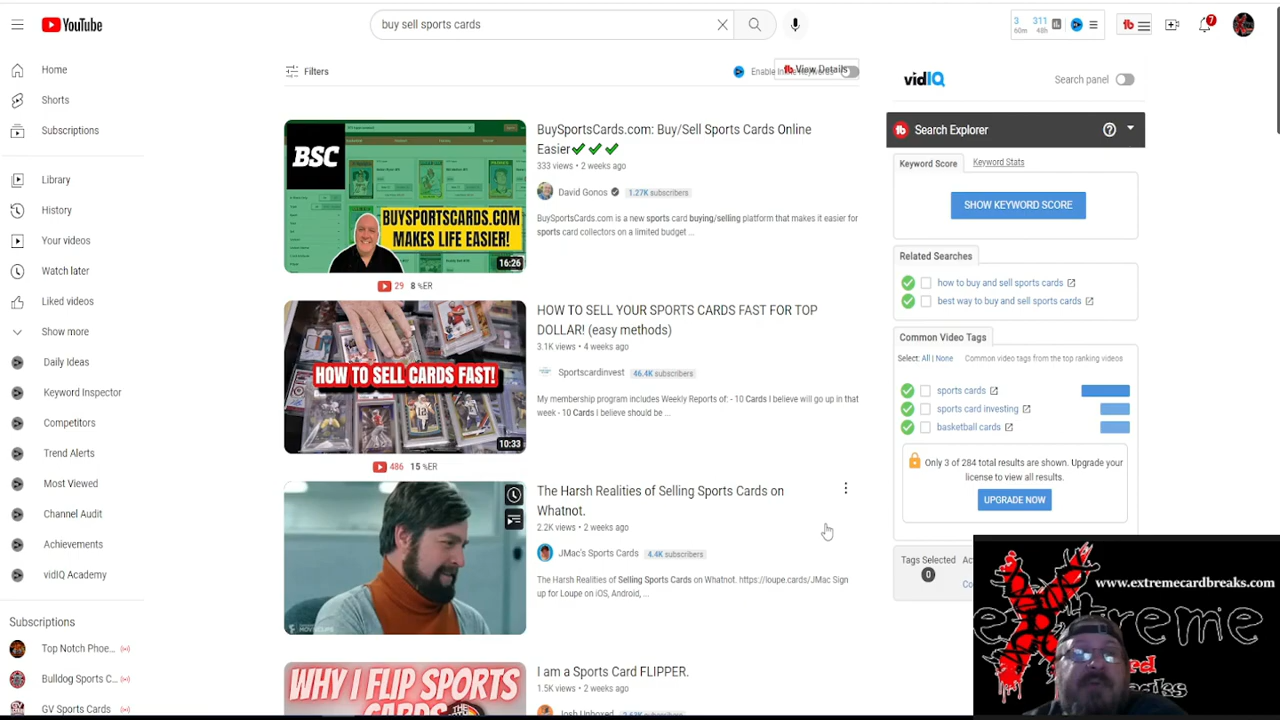 YouTube
buy sell sports cards
3
60m
311
48h
7
Home
Shorts
Subscriptions
Library
History
Your videos
Watch later
Liked videos
Show more
Daily Ideas
Keyword Inspector
Competitors
Trend Alerts
Most Viewed
Channel Audit
Achievements
vidIQ Academy
Subscriptions
Top Notch Phoe...
Bulldog Sports C...
GV Sports Cards
Filters
View Details
BSC
BUYSPORTSCARDS.COM
MAKES LIFE EASIER!
16:26
29 8 %ER
BuySportsCards.com: Buy/Sell Sports Cards Online
Easier✔✔✔
333 views • 2 weeks ago
David Gonos 1.27K subscribers
BuySportsCards.com is a new sports card buying/selling platform that makes it easier for
sports card collectors on a limited budget ...
HOW TO SELL CARDS FAST!
10:33
486 15 %ER
HOW TO SELL YOUR SPORTS CARDS FAST FOR TOP
DOLLAR! (easy methods)
3.1K views • 4 weeks ago
Sportscardinvest 46.4K subscribers
My membership program includes Weekly Reports of: - 10 Cards I believe will go up in that
week - 10 Cards I believe should be ...
The Harsh Realities of Selling Sports Cards on
Whatnot.
2.2K views • 2 weeks ago
JMac's Sports Cards 4.4K subscribers
The Harsh Realities of Selling Sports Cards on Whatnot. https://loupe.cards/JMac Sign
up for Loupe on iOS, Android, ...
WHY I FLIP SPORTS
CARDS
I am a Sports Card FLIPPER.
1.5K views • 2 weeks ago
Josh Unboxed 2.63K subscribers
vidIQ
Search panel
Search Explorer
Keyword Score
Keyword Stats
SHOW KEYWORD SCORE
Related Searches
how to buy and sell sports cards
best way to buy and sell sports cards
Common Video Tags
Select: All | None
Common video tags from the top ranking videos
sports cards
sports card investing
basketball cards
Only 3 of 284 total results are shown. Upgrade your
license to view all results.
UPGRADE NOW
Tags Selected
0
www.extremecardbreaks.com